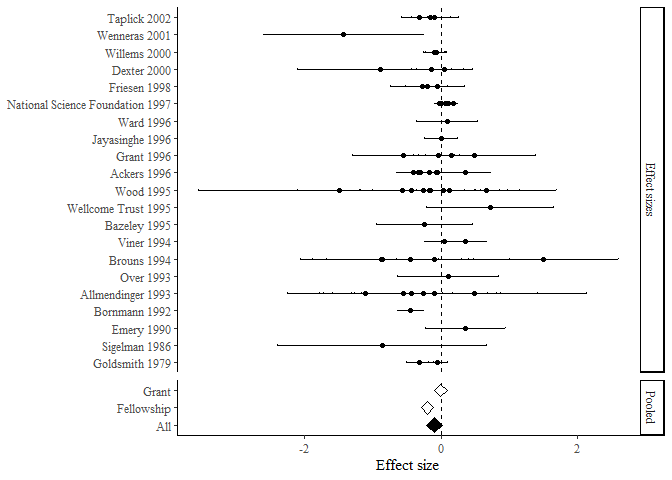 Taplick 2002
Wenneras 2001
Willems 2000
Dexter 2000
Friesen 1998
National Science Foundation 1997
Ward 1996
Jayasinghe 1996
Grant 1996
Ackers 1996
Wood 1995
Wellcome Trust 1995
Bazeley 1995
Viner 1994
Brouns 1994
Over 1993
Allmendinger 1993
Bornmann 1992
Emery 1990
Sigelman 1986
Goldsmith 1979
Effect sizes
Grant
Fellowship
All
Pooled
-2 0 2
Effect size